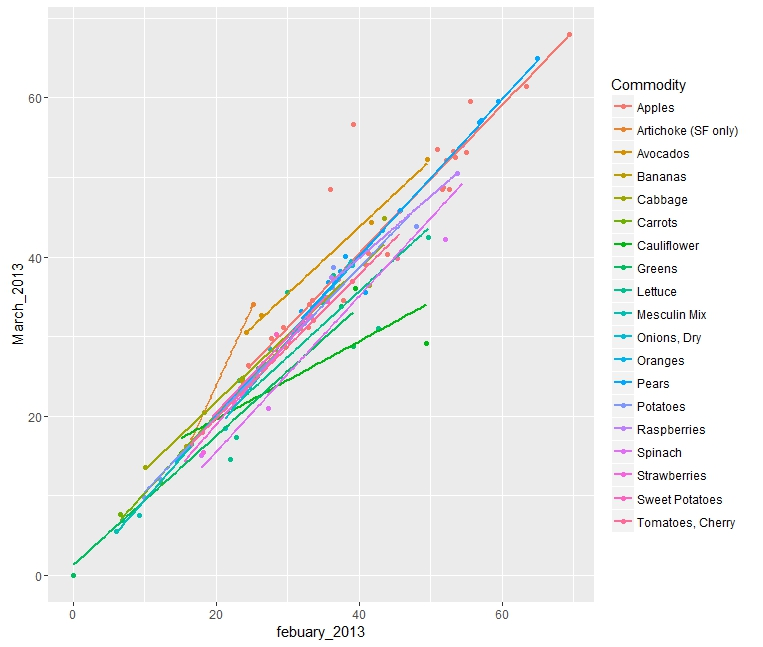 60
40
20
0
March_2013
0
20
40
60
febuary_2013
Commodity
Apples
Artichoke (SF only)
Avocados
Bananas
Cabbage
Carrots
Cauliflower
Greens
Lettuce
Mesculin Mix
Onions, Dry
Oranges
Pears
Potatoes
Raspberries
Spinach
Strawberries
Sweet Potatoes
Tomatoes, Cherry